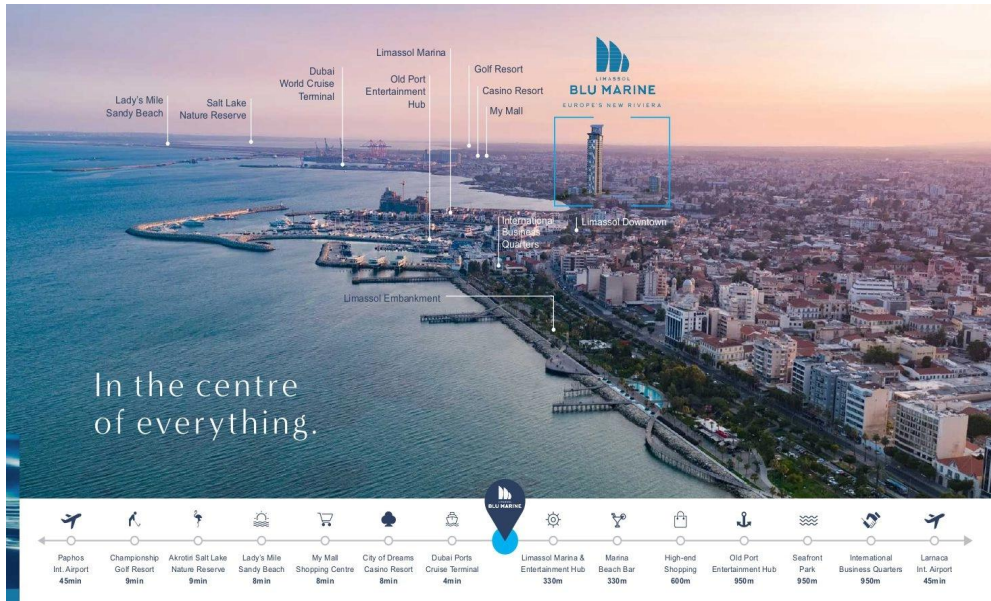 Limassol Marina
Dubai
World Cruise
Terminal
Old Port
Entertainment
Hub
Golf Resort
Casino Resort
My Mall
LIMASSOL
BLU MARINE
EUROPE'S NEW RIVIERA
Lady's Mile
Sandy Beach
Salt Lake
Nature Reserve
International
Business
Quarters
Limassol Downtown
Limassol Embankment
In the centre
of everything.
BLU MARINE
Paphos
Int. Airport
45min
Championship
Golf Resort
9min
Akrotiri Salt Lake
Nature Reserve
9min
Lady's Mile
Sandy Beach
8min
My Mall
Shopping Centre
8min
City of Dreams
Casino Resort
8min
Dubai Ports
Cruise Terminal
4min
Limassol Marina &
Entertainment Hub
330m
Marina
Beach Bar
330m
High-end
Shopping
600m
Old Port
Entertainment Hub
950m
Seafront
Park
950m
International
Business Quarters
950m
Larnaca
Int. Airport
45min